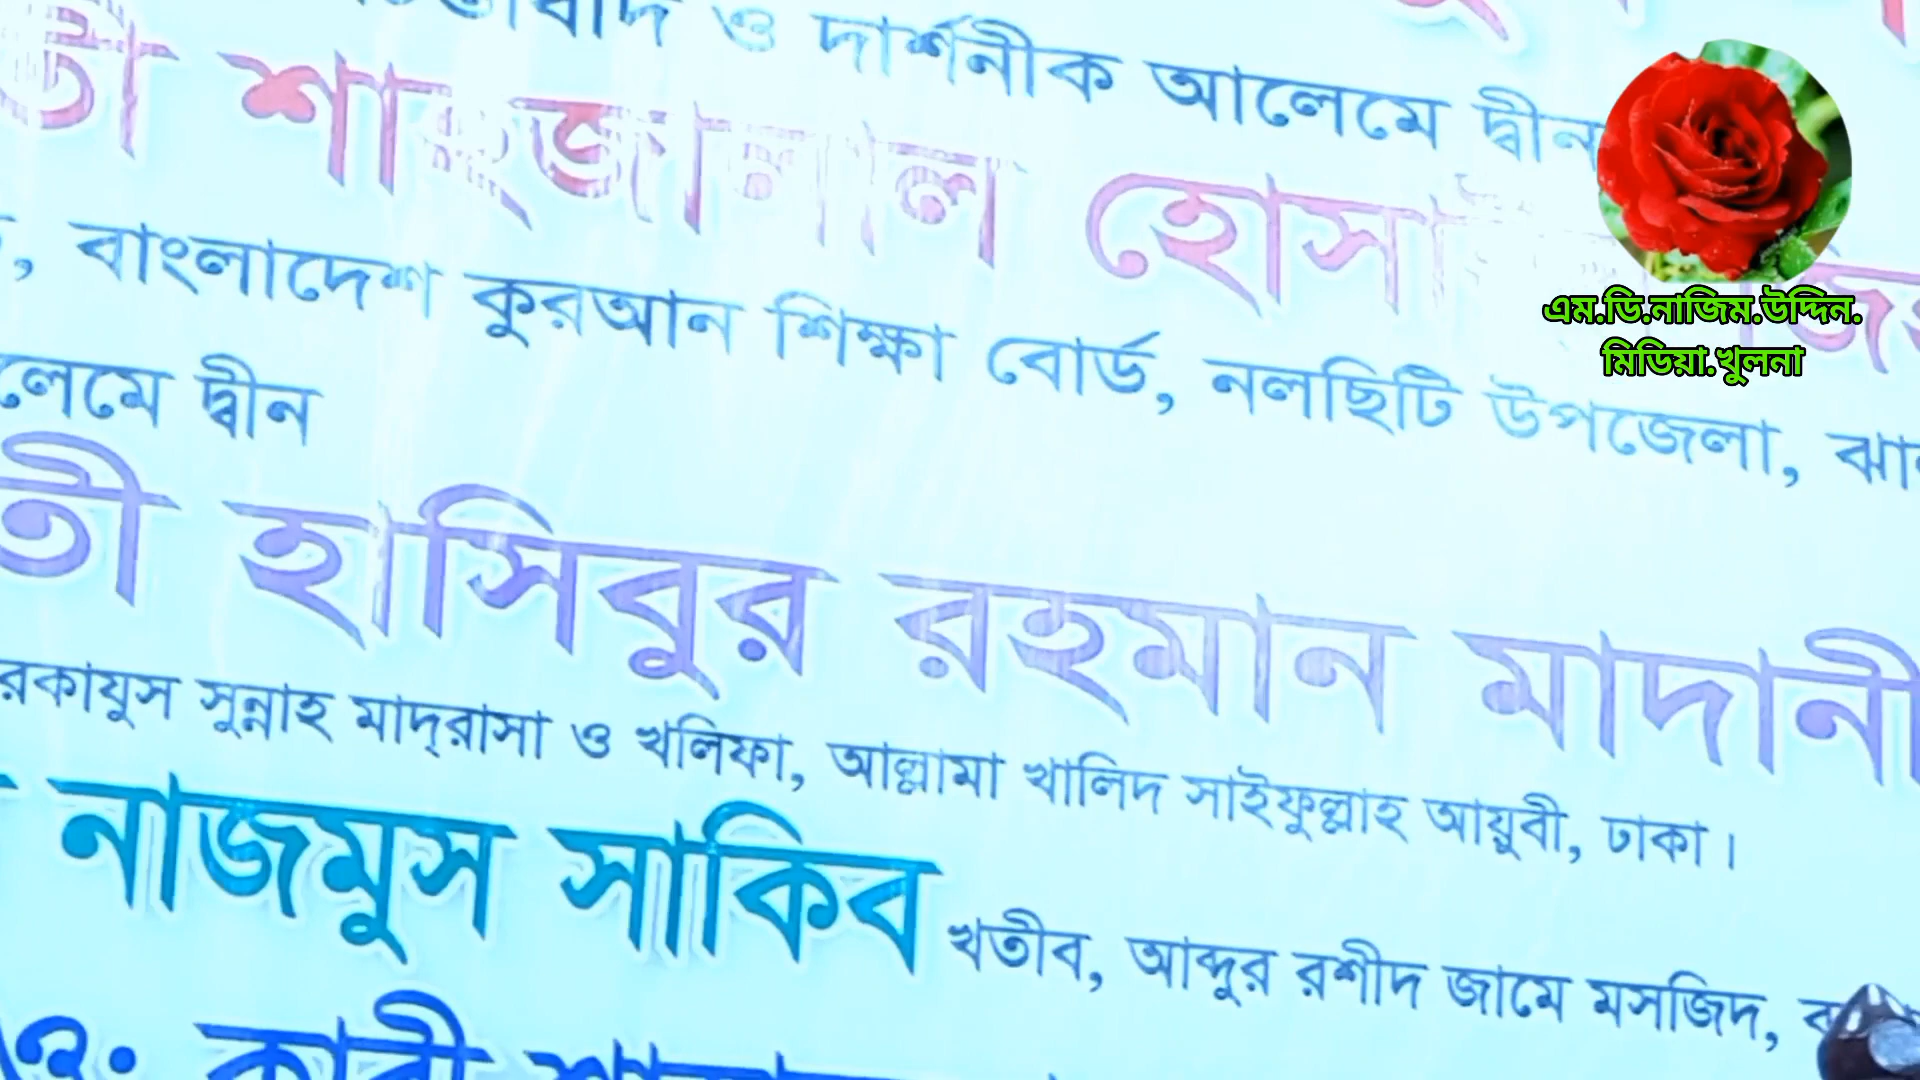 ও দার্শনীক আলেমে দ্বীন
শাহজালাল হোসা
, বাংলাদেশ কুরআন শিক্ষা বোর্ড, নলছিটি উপজেলা,
এম.ডি.নাজিম.উদ্দিন.
মিডিয়া.খুলনা
লেমে দ্বীন
তী হাসিবুর রহমান মাদানী
রকাযুস সুন্নাহ মাদ্‌রাসা ও খলিফা, আল্লামা খালিদ সাইফুল্লাহ আয়ুবী, ঢাকা।
নাজমুস সাকিব
খতীব, আব্দুর রশীদ জামে মসজিদ,